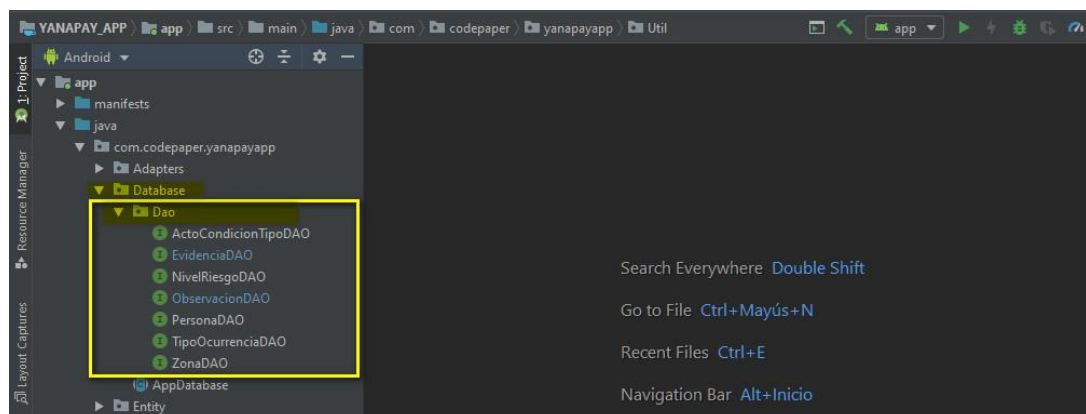 YANAPAY_APP app src main java com codepaper yanapayapp Util app
Android
1: Project
Resource Manager
Layout Captures
app
manifests
java
com.codepaper.yanapayapp
Adapters
Database
Dao
ActoCondicionTipoDAO
EvidenciaDAO
NivelRiesgoDAO
ObservacionDAO
PersonaDAO
TipoOcurrenciaDAO
ZonaDAO
AppDatabase
Entity
Search Everywhere Double Shift
Go to File Ctrl+Mayús+N
Recent Files Ctrl+E
Navigation Bar Alt+Inicio